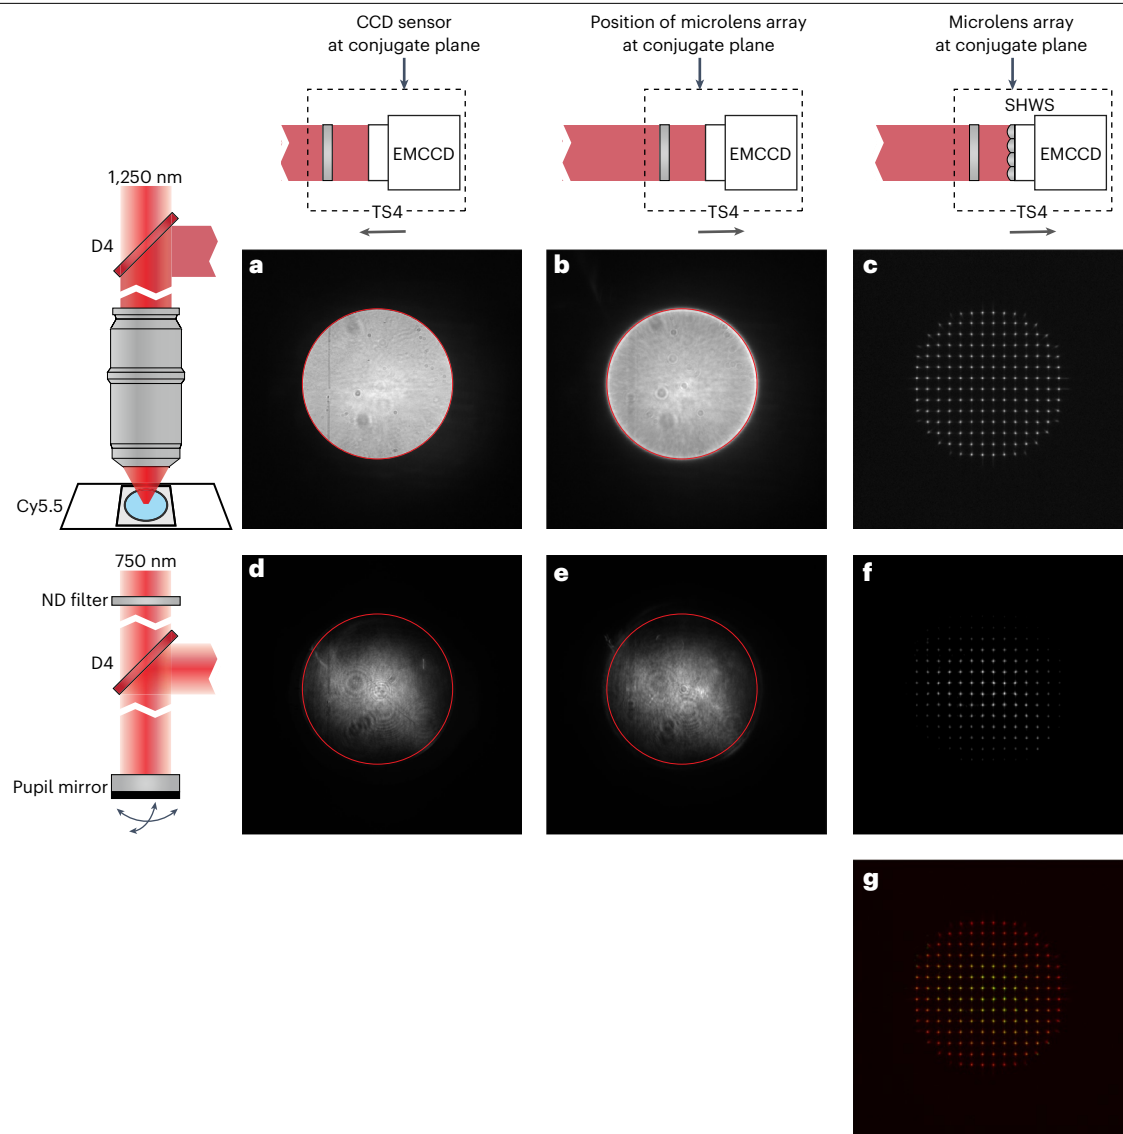 CCD sensor
at conjugate plane
Position of microlens array
at conjugate plane
Microlens array
at conjugate plane
SHWS
EMCCD
EMCCD
EMCCD
TS4
TS4
TS4
1,250 nm
D4
Cy5.5
a
b
c
750 nm
ND filter
D4
Pupil mirror
d
e
f
g